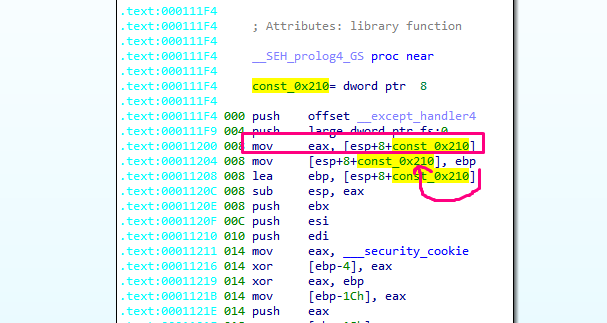 .text:000111F4
.text:000111F4 ; Attributes: library function
.text:000111F4
.text:000111F4 __SEH_prolog4_GS proc near
.text:000111F4
.text:000111F4 const_0x210= dword ptr 8
.text:000111F4
.text:000111F4 000 push offset __except_handler4
.text:000111F9 004 push large dword ptr fs:0
.text:00011200 008 mov eax, [esp+8+const_0x210]
.text:00011204 008 mov [esp+8+const_0x210], ebp
.text:00011208 008 lea ebp, [esp+8+const_0x210]
.text:0001120C 008 sub esp, eax
.text:0001120E 008 push ebx
.text:0001120F 00C push esi
.text:00011210 010 push edi
.text:00011211 014 mov eax, ___security_cookie
.text:00011216 014 xor [ebp-4], eax
.text:00011219 014 xor eax, ebp
.text:0001121B 014 mov [ebp-1Ch], eax
.text:0001121E 014 push eax